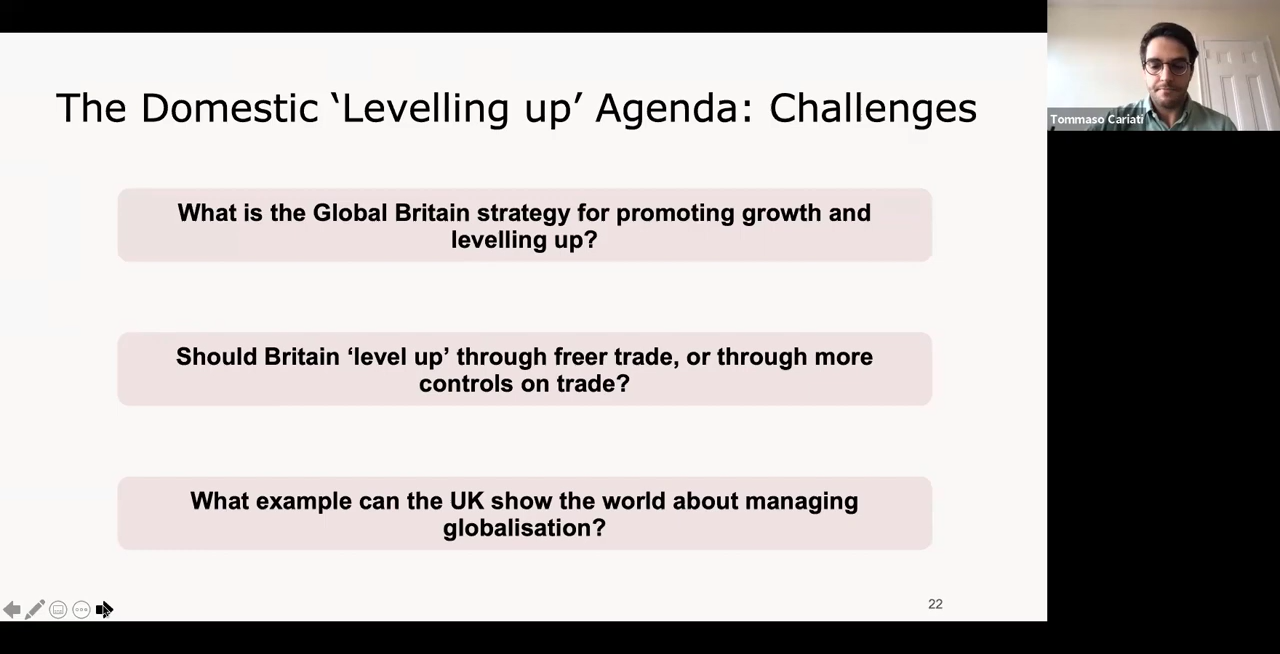 The Domestic ‘Levelling up’ Agenda: Challenges
Tommaso Cariati
What is the Global Britain strategy for promoting growth and
levelling up?
Should Britain ‘level up’ through freer trade, or through more
controls on trade?
What example can the UK show the world about managing
globalisation?
22